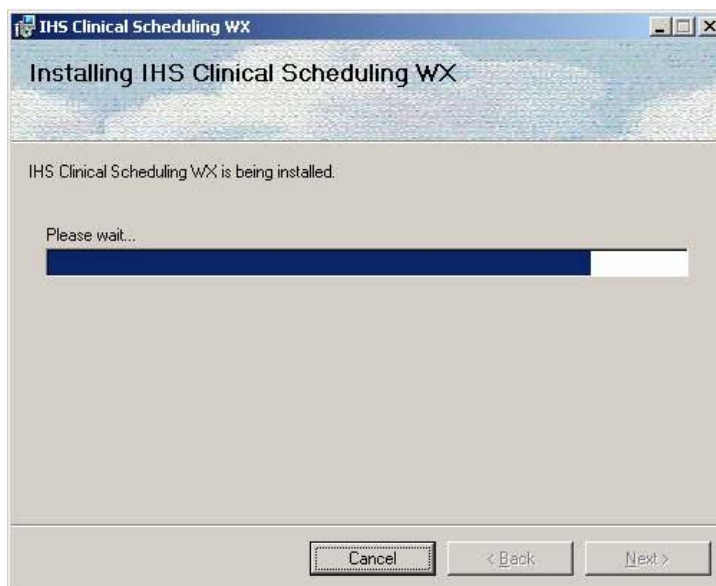 IHS Clinical Scheduling WX
Installing IHS Clinical Scheduling WX
IHS Clinical Scheduling WX is being installed.
Please wait...
Cancel
< Back
Next >